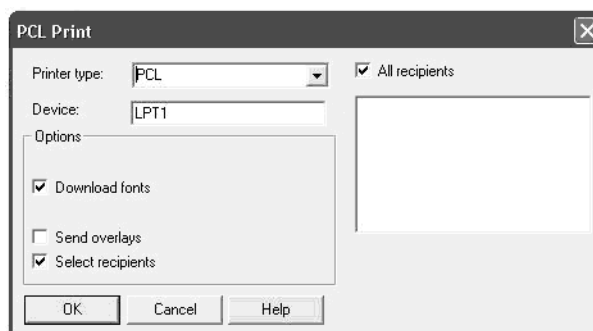 PCL Print
Printer type: PCL
Device: LPT1
Options
Download fonts
Send overlays
Select recipients
OK Cancel Help
All recipients